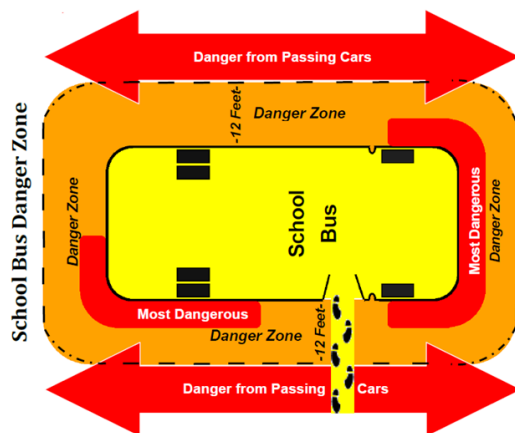 School Bus Danger Zone
Danger from Passing Cars
-12 Feet-
Danger Zone
Danger Zone
School
Bus
Most Dangerous
Danger Zone
Most Dangerous
Danger Zone
-12 Feet-
Danger from Passing Cars